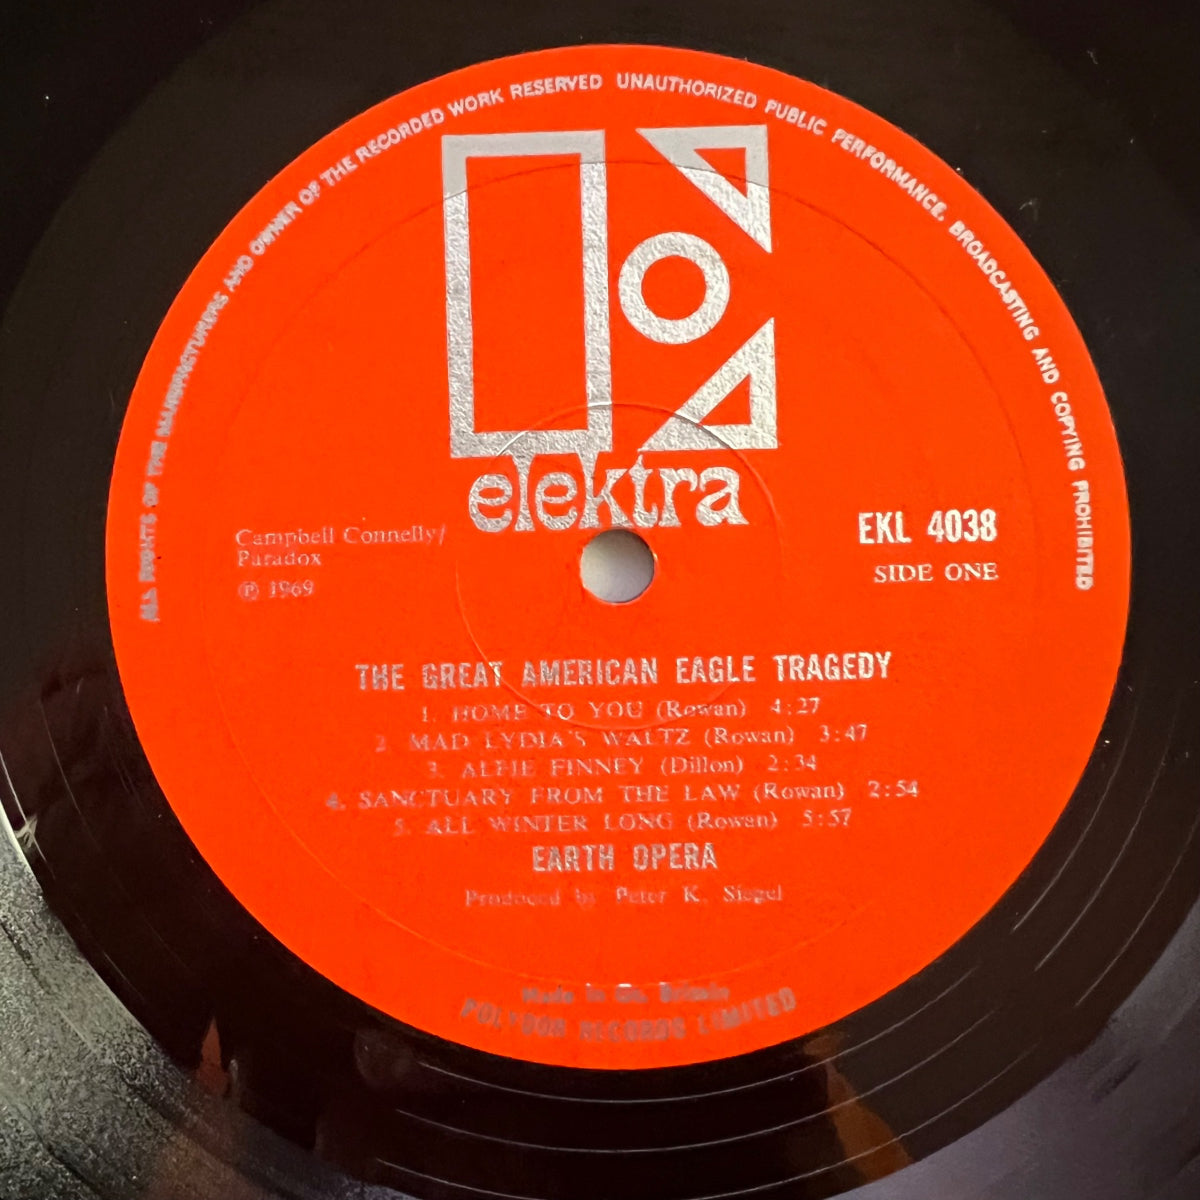 ALL RIGHTS OF THE MANUFACTURERS AND OWNER OF THE RECORDED WORK RESERVED UNAUTHORIZED PUBLIC PERFORMANCE, BROADCASTING AND COPYING PROHIBITED
elektra
Campbell Connelly/
Paradox
℗ 1969
EKL 4038
SIDE ONE
THE GREAT AMERICAN EAGLE TRAGEDY
1. HOME TO YOU (Rowan) 4:27
2. MAD LYDIA'S WALTZ (Rowan) 3:47
3. ALFIE FINNEY (Dillon) 2:34
4. SANCTUARY FROM THE LAW (Rowan) 2:54
5. ALL WINTER LONG (Rowan) 5:57
EARTH OPERA
Produced by Peter K. Siegel
Made in Gt. Britain
POLYDOR RECORDS LIMITED